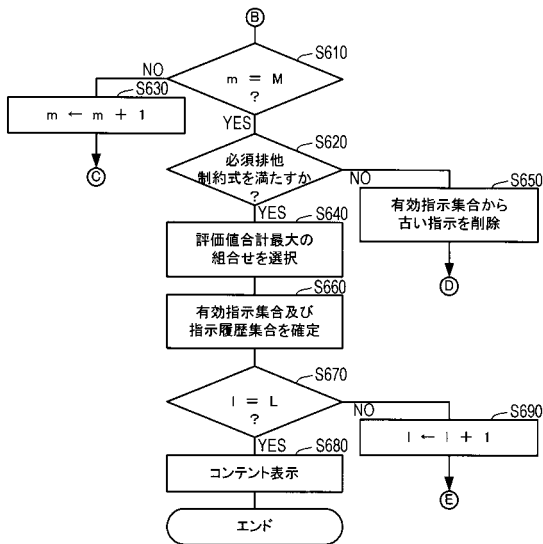 B
S610
m = M
?
NO
S630
m ← m + 1
C
YES
S620
必須排他
制約式を満たすか
?
NO
S650
有効指示集合から
古い指示を削除
D
YES
S640
評価値合計最大の
組合せを選択
S660
有効指示集合及び
指示履歴集合を確定
S670
l = L
?
NO
S690
l ← l + 1
E
YES
S680
コンテント表示
エンド